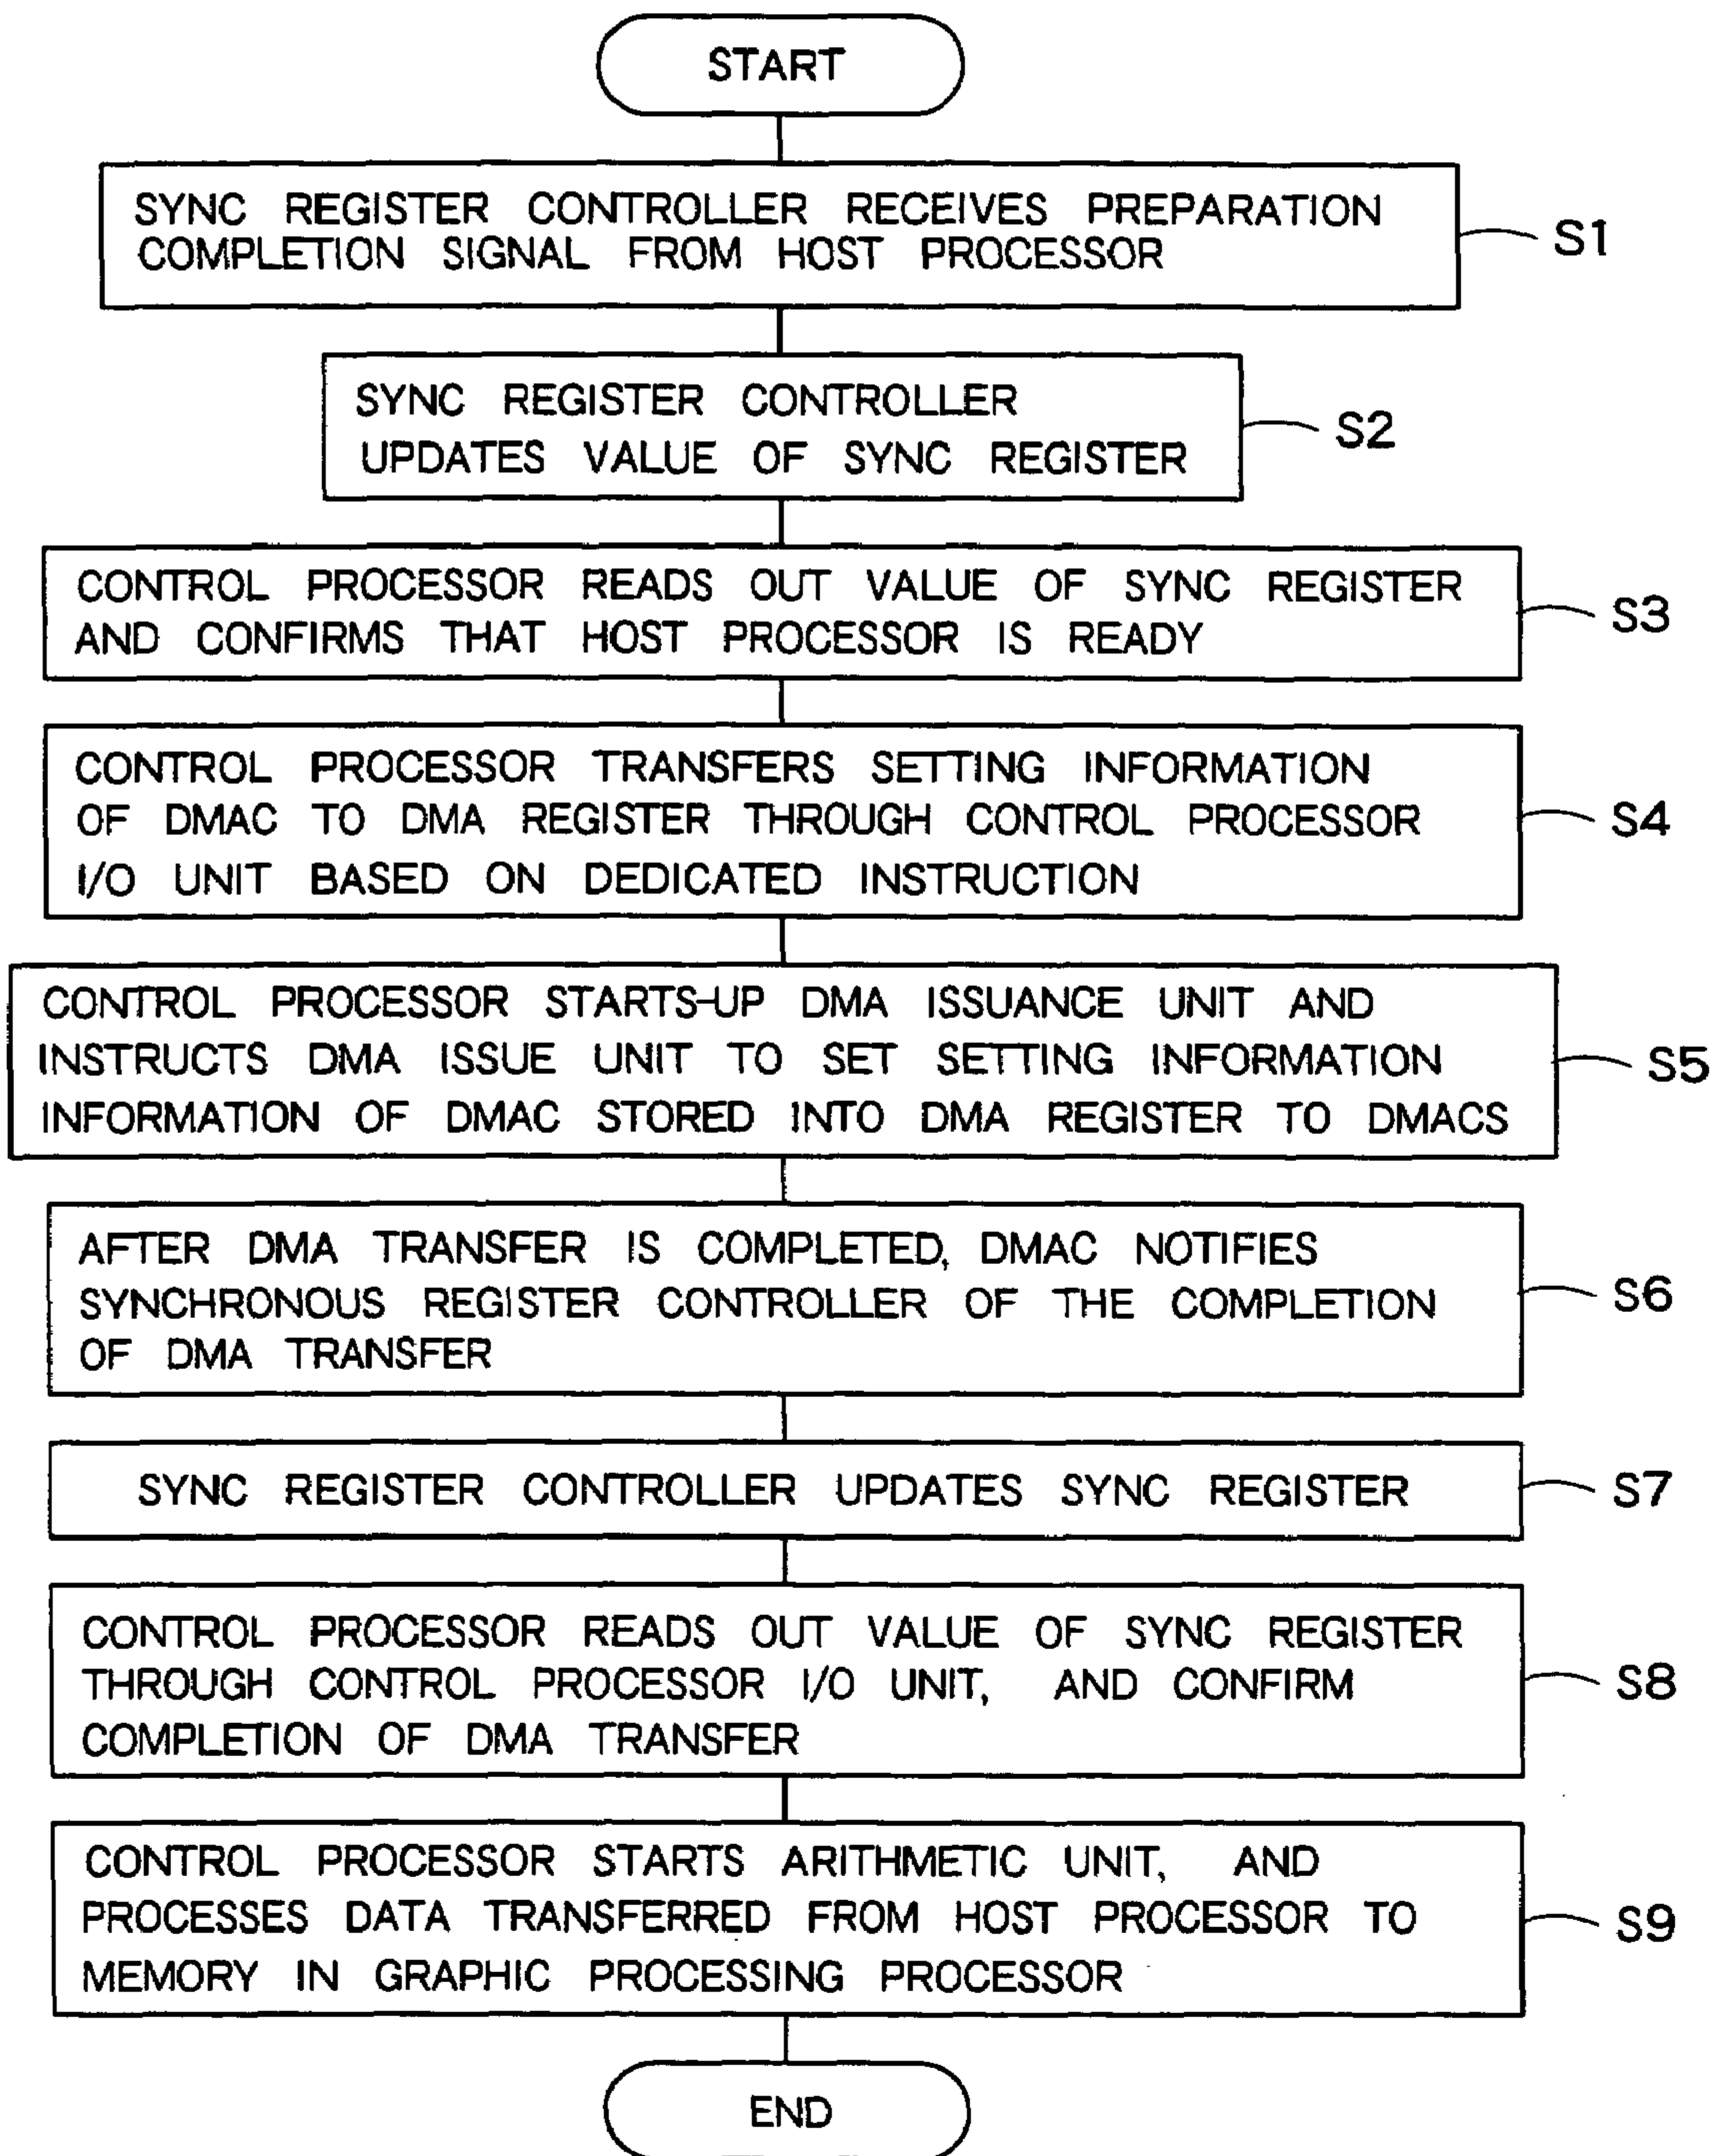 START
SYNC REGISTER CONTROLLER RECEIVES PREPARATION
COMPLETION SIGNAL FROM HOST PROCESSOR
S1
SYNC REGISTER CONTROLLER
UPDATES VALUE OF SYNC REGISTER
S2
CONTROL PROCESSOR READS OUT VALUE OF SYNC REGISTER
AND CONFIRMS THAT HOST PROCESSOR IS READY
S3
CONTROL PROCESSOR TRANSFERS SETTING INFORMATION
OF DMAC TO DMA REGISTER THROUGH CONTROL PROCESSOR
I/O UNIT BASED ON DEDICATED INSTRUCTION
S4
CONTROL PROCESSOR STARTS-UP DMA ISSUANCE UNIT AND
INSTRUCTS DMA ISSUE UNIT TO SET SETTING INFORMATION
INFORMATION OF DMAC STORED INTO DMA REGISTER TO DMACS
S5
AFTER DMA TRANSFER IS COMPLETED, DMAC NOTIFIES
SYNCHRONOUS REGISTER CONTROLLER OF THE COMPLETION
OF DMA TRANSFER
S6
SYNC REGISTER CONTROLLER UPDATES SYNC REGISTER
S7
CONTROL PROCESSOR READS OUT VALUE OF SYNC REGISTER
THROUGH CONTROL PROCESSOR I/O UNIT, AND CONFIRM
COMPLETION OF DMA TRANSFER
S8
CONTROL PROCESSOR STARTS ARITHMETIC UNIT, AND
PROCESSES DATA TRANSFERRED FROM HOST PROCESSOR TO
MEMORY IN GRAPHIC PROCESSING PROCESSOR
S9
END